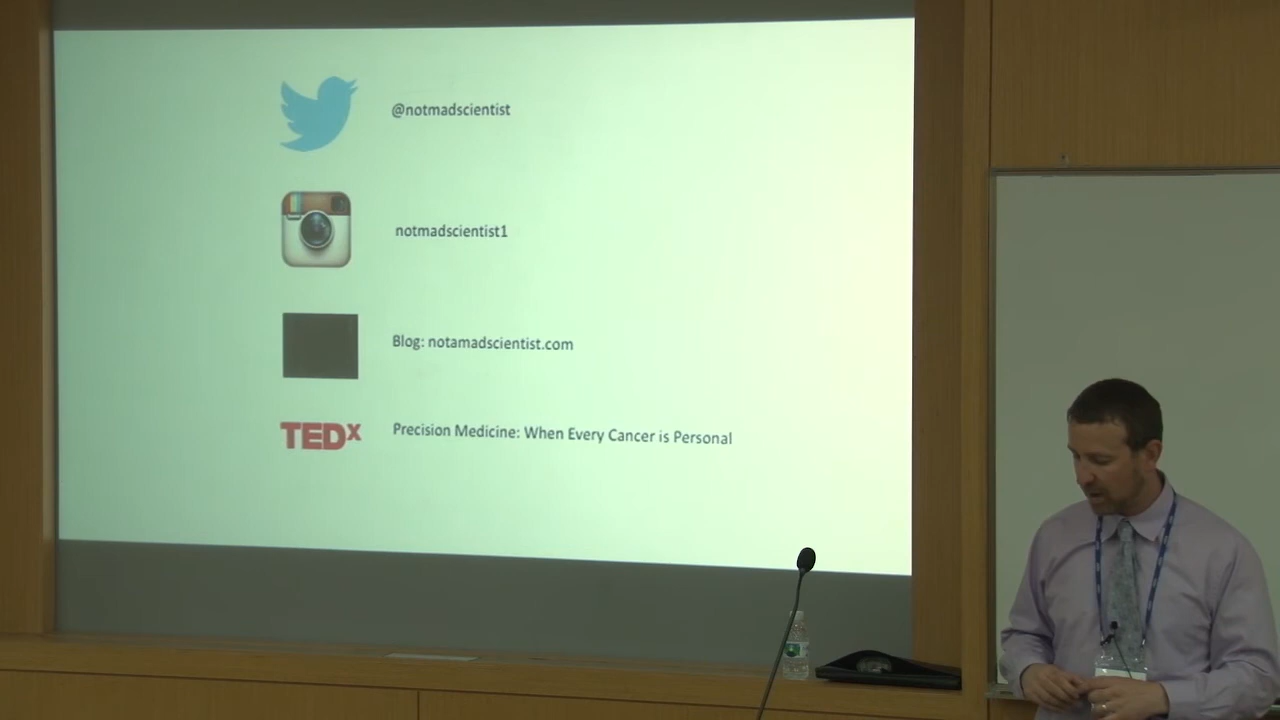 @notmadscientist
notmadscientist1
Blog: notamadscientist.com
TEDx
Precision Medicine: When Every Cancer is Personal